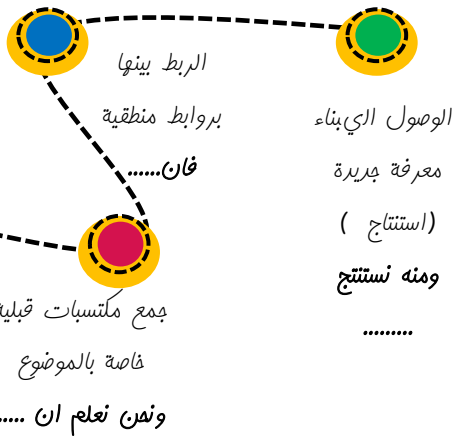 الربط بينها
بروابط منطقية
فان......
الوصول الي بناء
معرفة جديدة
(استنتاج )
ومنه نستنتج
.........
جمع مكتسبات قبلية
خاصة بالموضوع
ونحن نعلم ان .....